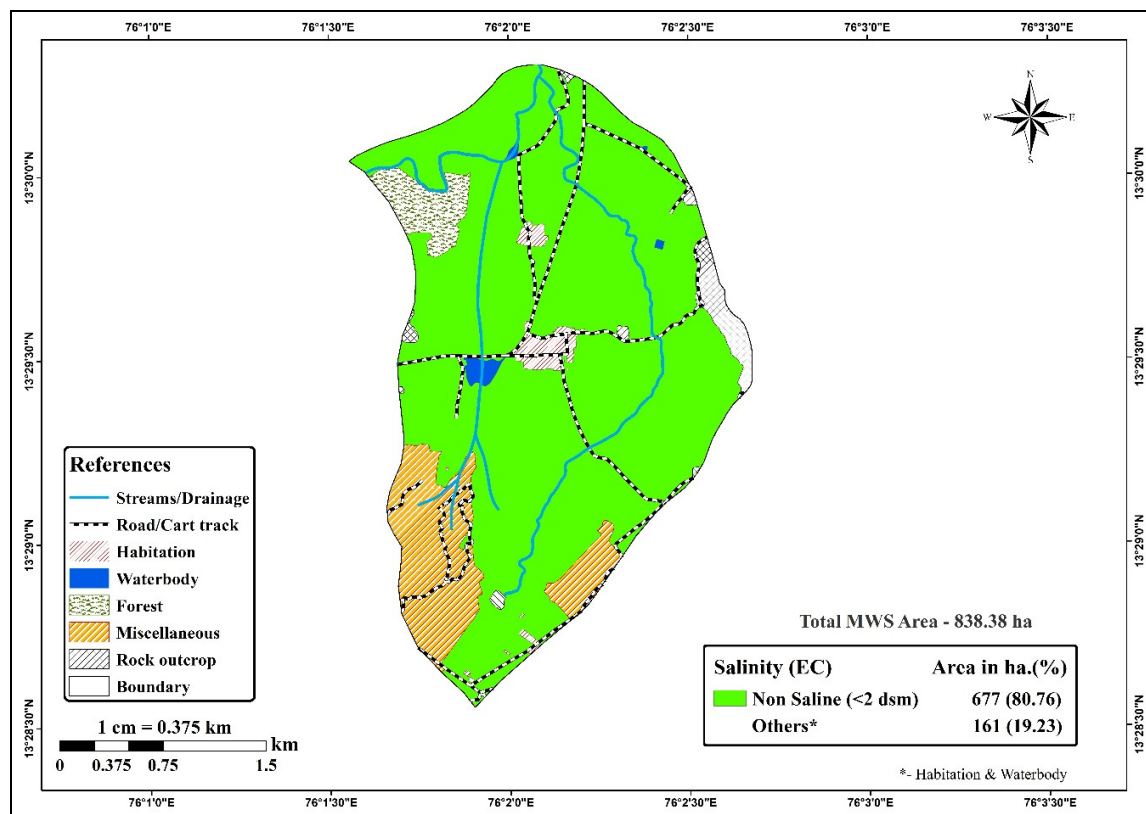 76°1'0"E 76°1'30"E 76°2'0"E 76°2'30"E 76°3'0"E 76°3'30"E
N
W E
S
13°30'0"N 13°30'0"N
13°29'30"N 13°29'30"N
13°29'0"N 13°29'0"N
13°28'30"N 13°28'30"N
References
Streams/Drainage
Road/Cart track
Habitation
Waterbody
Forest
Miscellaneous
Rock outcrop
Boundary
1 cm = 0.375 km
km
0 0.375 0.75 1.5
Total MWS Area - 838.38 ha
Salinity (EC) Area in ha.(%)
Non Saline (<2 dsm) 677 (80.76)
Others* 161 (19.23)
*- Habitation & Waterbody
76°1'0"E 76°1'30"E 76°2'0"E 76°2'30"E 76°3'0"E 76°3'30"E